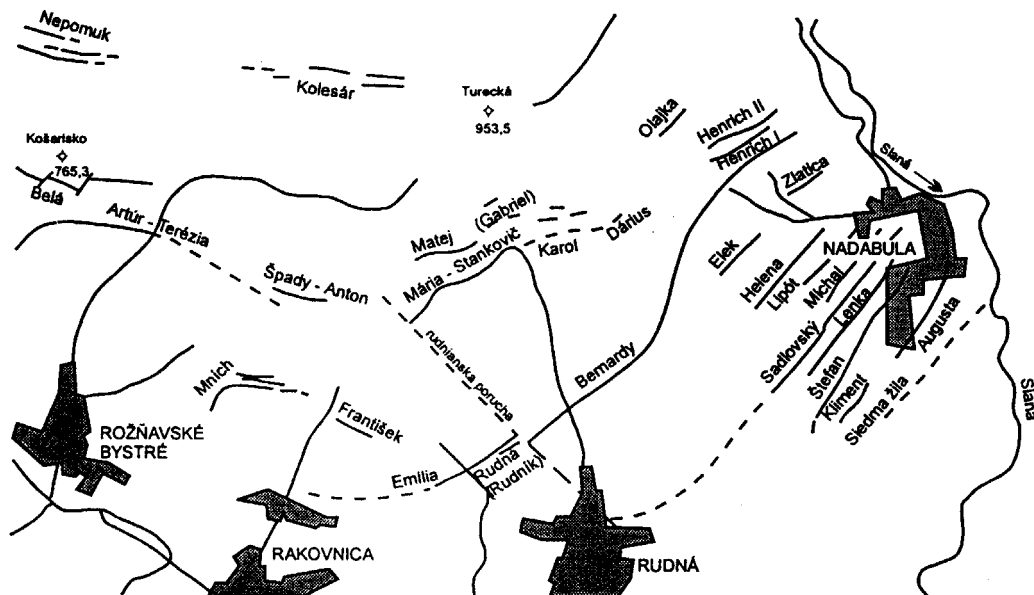 Nepomuk
Kolesár
Turecká
953,5
Košarisko
765,3
Belá
Artúr - Terézia
Špady - Anton
Matej
(Gabriel)
Mária - Stankovič
Karol
Dárius
Olajka
Henrich II
Henrich I
Zlatica
Slaná
NADABULA
Elek
Helena
Lipót
Michal
Lenka
Sadlovský
Štefan
Kliment
Augusta
Siedma žila
Slaná
Bernardy
rudnianska porucha
Mních
František
Emília
Rudná
(Rudník)
ROŽŇAVSKÉ
BYSTRÉ
RAKOVNICA
RUDNÁ